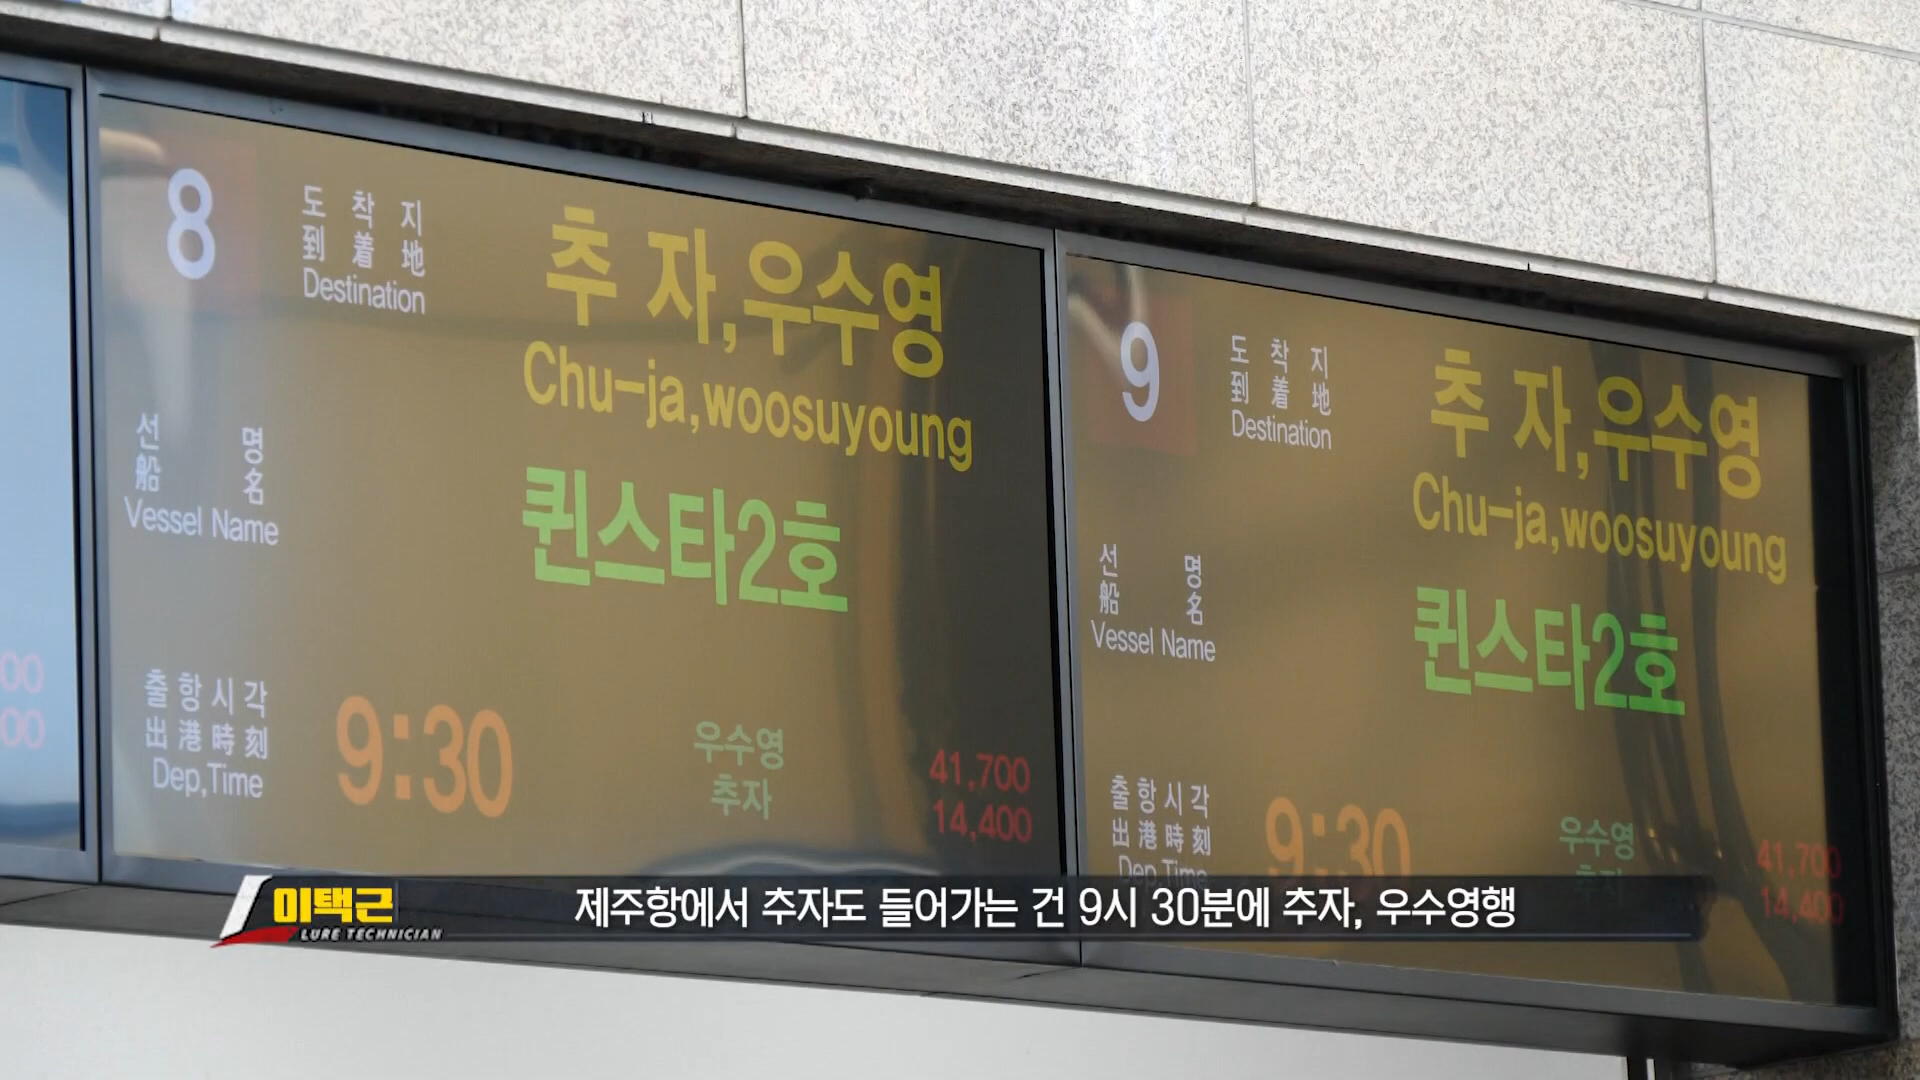 00
00
8
도착지
到着地
Destination
추자,우수영
Chu-ja,woosuyoung
선명
船名
Vessel Name
퀸스타2호
출항시각
出港時刻
Dep,Time
9:30
우수영 41,700
추자 14,400
9
도착지
到着地
Destination
추자,우수영
Chu-ja,woosuyoung
선명
船名
Vessel Name
퀸스타2호
출항시각
出港時刻
Dep,Time
9:30
우수영 41,700
추자 14,400
이택근
LURE TECHNICIAN
제주항에서 추자도 들어가는 건 9시 30분에 추자, 우수영행